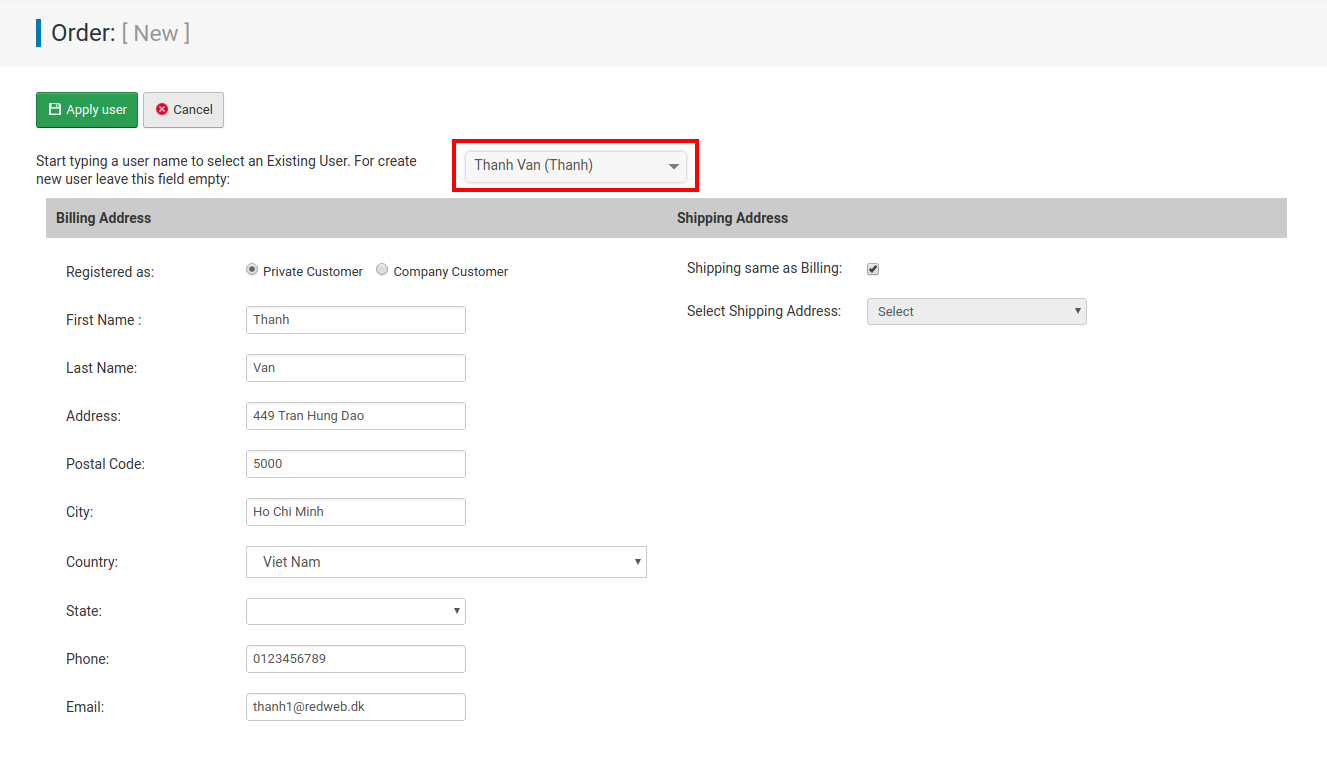 Order: [ New ]
Apply user
Cancel
Start typing a user name to select an Existing User. For create
new user leave this field empty:
Thanh Van (Thanh)
Billing Address
Shipping Address
Registered as:
Private Customer
Company Customer
First Name :
Thanh
Last Name:
Van
Address:
449 Tran Hung Dao
Postal Code:
5000
City:
Ho Chi Minh
Country:
Viet Nam
State:
Phone:
0123456789
Email:
thanh1@redweb.dk
Shipping same as Billing:
Select Shipping Address:
Select